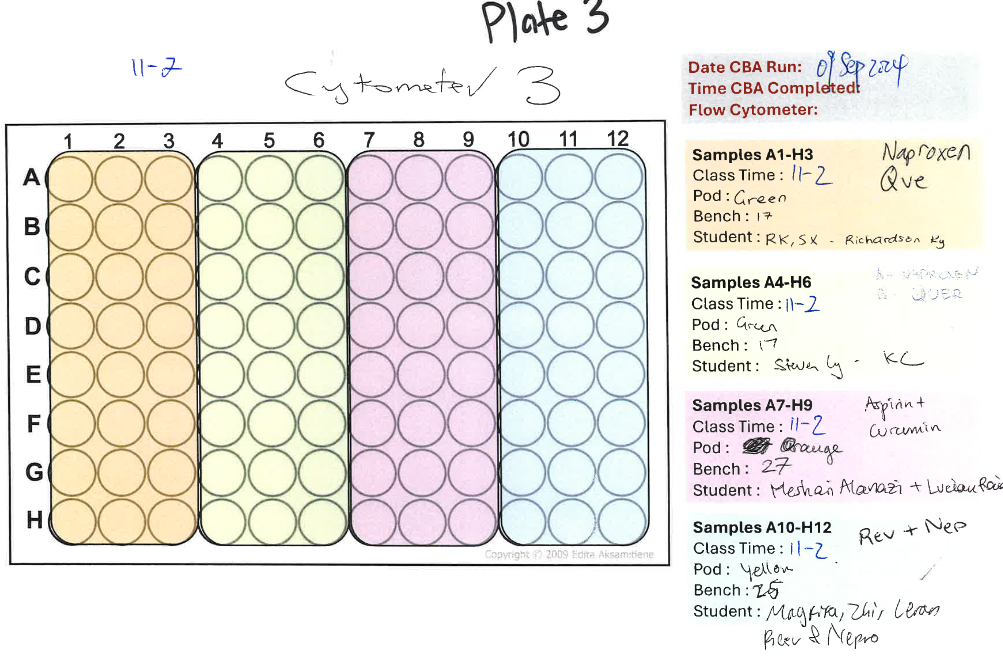 Plate 3
11-2
Cytometer 3
Date CBA Run: 09 Sep 2024
Time CBA Completed:
Flow Cytometer:
1 2 3 4 5 6 7 8 9 10 11 12
A
B
C
D
E
F
G
H
Copyright © 2009 Edita Aksamitiene
Samples A1-H3
Naproxen
Class Time : 11-2
Que
Pod : Green
Bench : 17
Student : RK, SX - Richardson Ky
Samples A4-H6
A- NAPROXEN
Class Time : 11-2
B- QUER
Pod : Green
Bench : 17
Student : Steven Ly - KC
Samples A7-H9
Aspirin +
Class Time : 11-2
Curcumin
Pod : Orange
Bench : 27
Student : Meshari Alanazi + Lucian
Samples A10-H12
Rev + Nep
Class Time : 11-2
Pod : Yellow
Bench : 25
Student : Zhi,
& Nepro